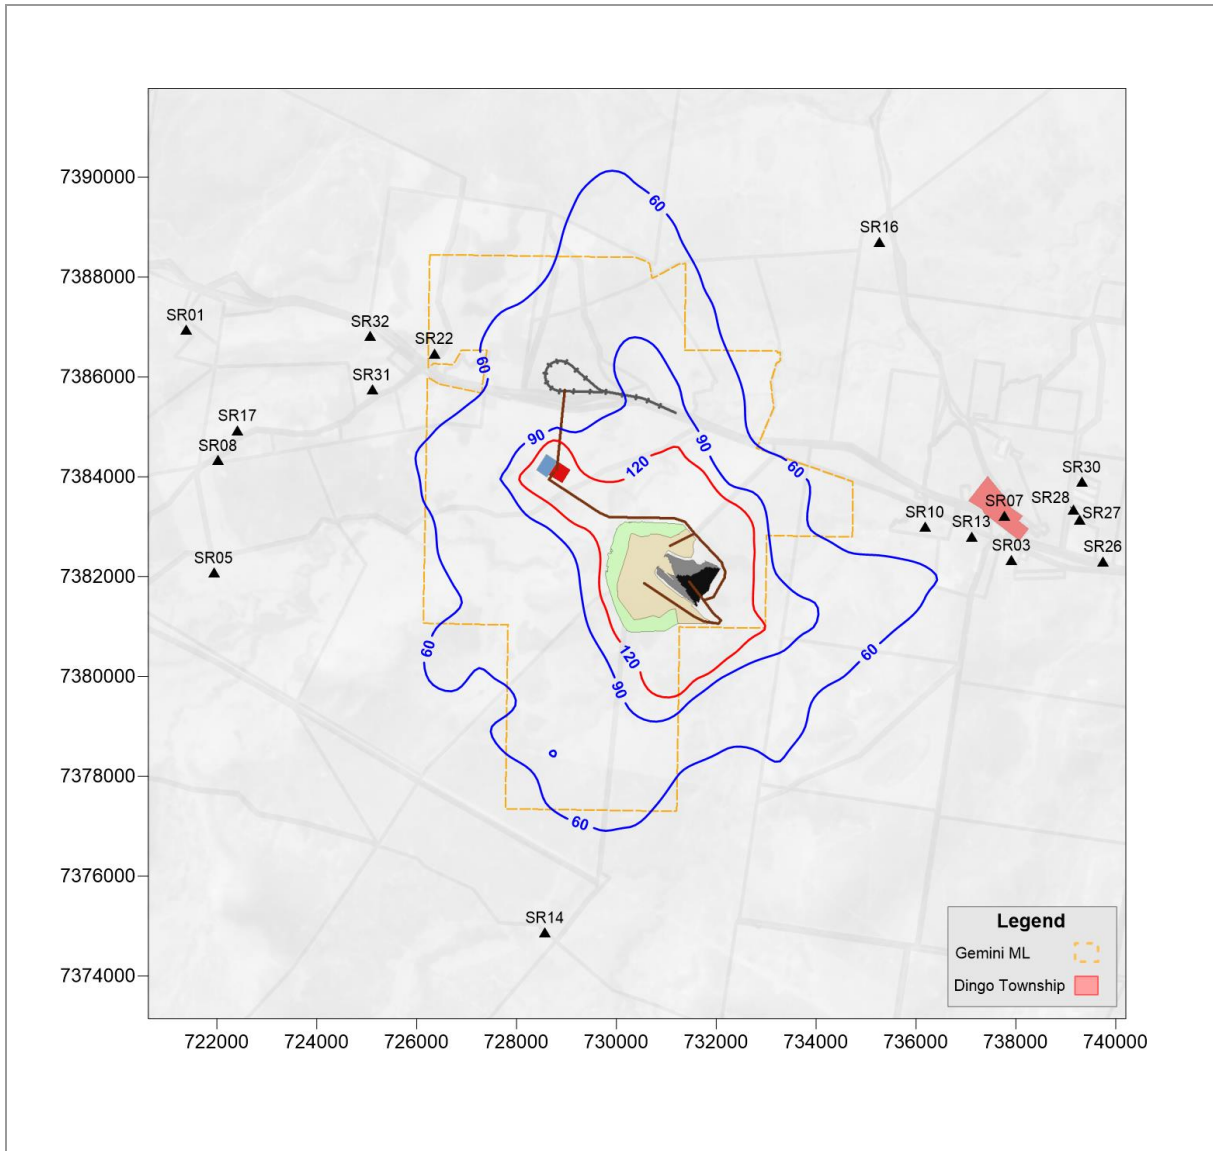 7390000
60
SR16
7388000
SR01
SR32
SR22
7386000
60
SR31
SR17
90
90
SR08
7384000
120
60
SR30
SR07
SR28
SR10
SR27
SR13
SR03
SR26
SR05
7382000
60
120
60
7380000
90
7378000
60
7376000
SR14
Legend
Gemini ML
Dingo Township
7374000
722000 724000 726000 728000 730000 732000 734000 736000 738000 740000